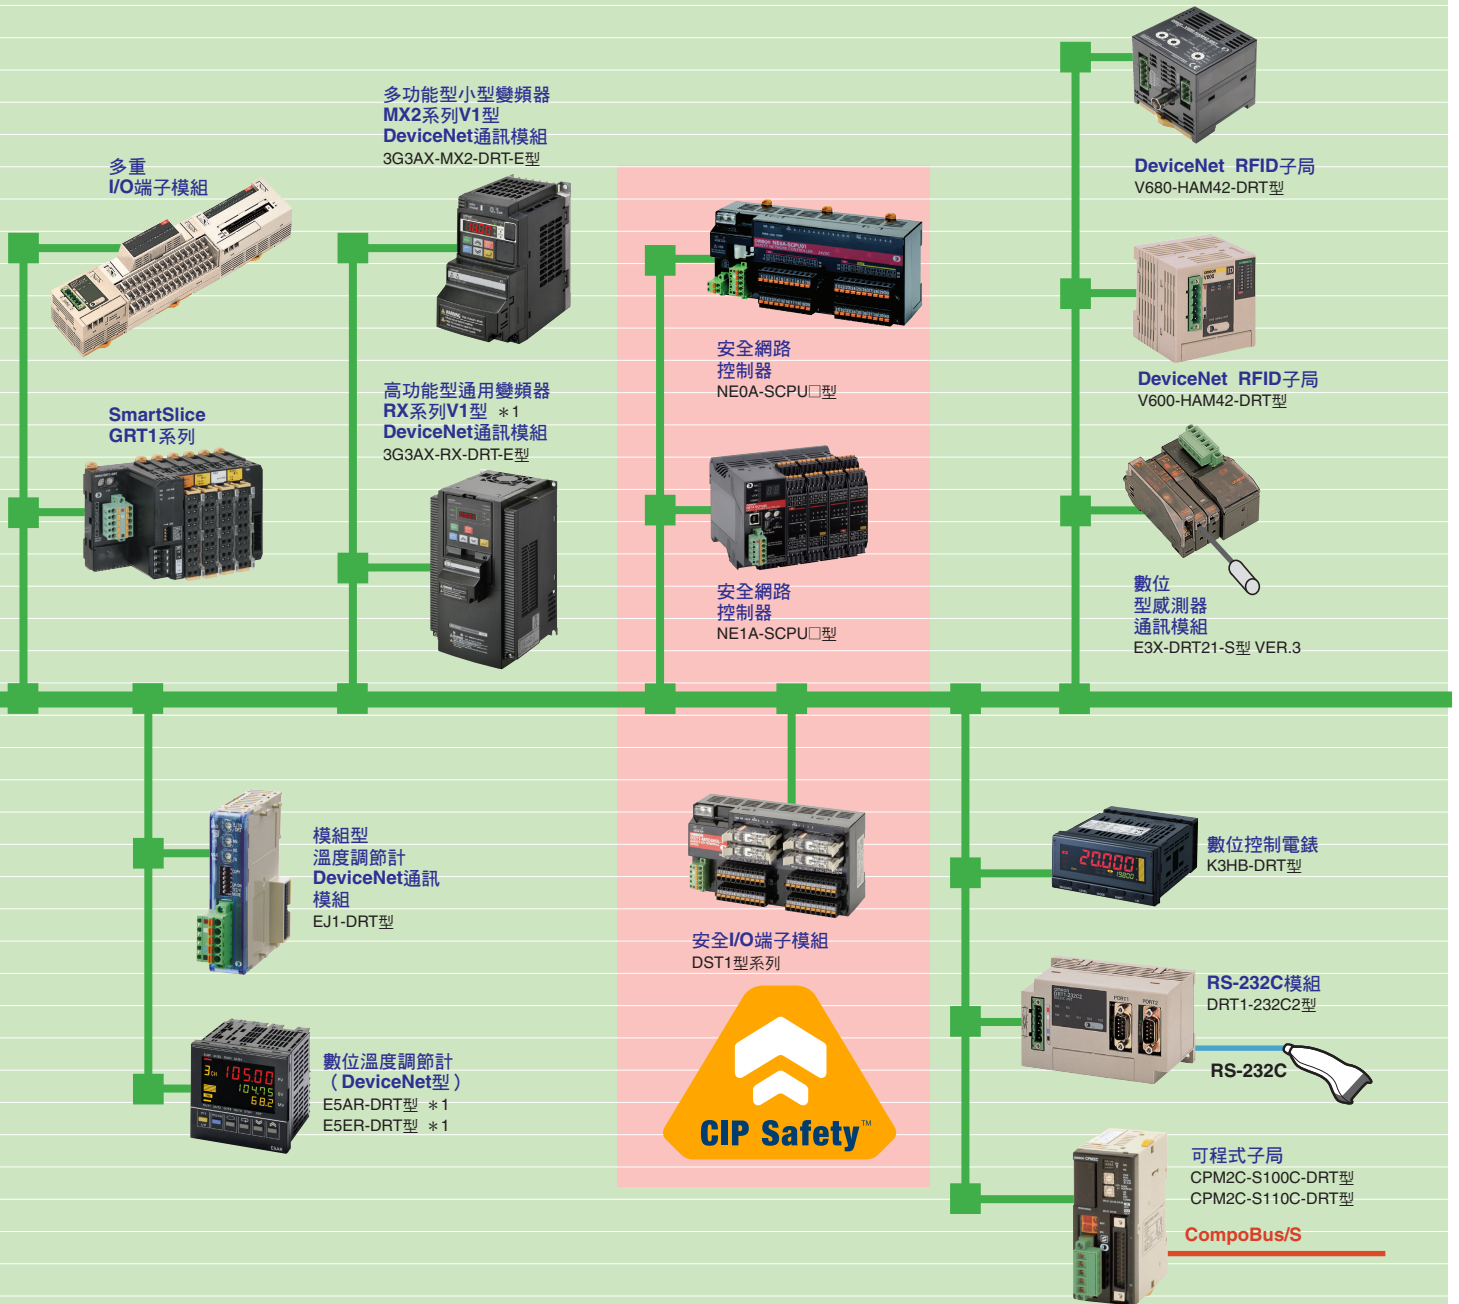 多重
I/O端子模組
SmartSlice
GRT1系列
多功能型小型變頻器
MX2系列V1型
DeviceNet通訊模組
3G3AX-MX2-DRT-E型
高功能型通用變頻器
RX系列V1型 ＊1
DeviceNet通訊模組
3G3AX-RX-DRT-E型
安全網路
控制器
NE0A-SCPU□型
安全網路
控制器
NE1A-SCPU□型
DeviceNet RFID子局
V680-HAM42-DRT型
DeviceNet RFID子局
V600-HAM42-DRT型
數位
型感測器
通訊模組
E3X-DRT21-S型 VER.3
模組型
溫度調節計
DeviceNet通訊
模組
EJ1-DRT型
數位溫度調節計
（DeviceNet型）
E5AR-DRT型 ＊1
E5ER-DRT型 ＊1
105.00
104.75
68.2
安全I/O端子模組
DST1型系列
CIP Safety™
20.000
數位控制電錶
K3HB-DRT型
PORT1 PORT2
RS-232C模組
DRT1-232C2型
RS-232C
可程式子局
CPM2C-S100C-DRT型
CPM2C-S110C-DRT型
CompoBus/S